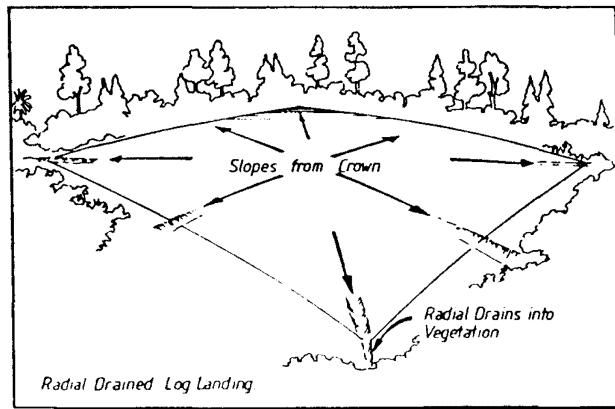 Slopes from Crown
Radial Drains into
Vegetation
Radial Drained Log Landing